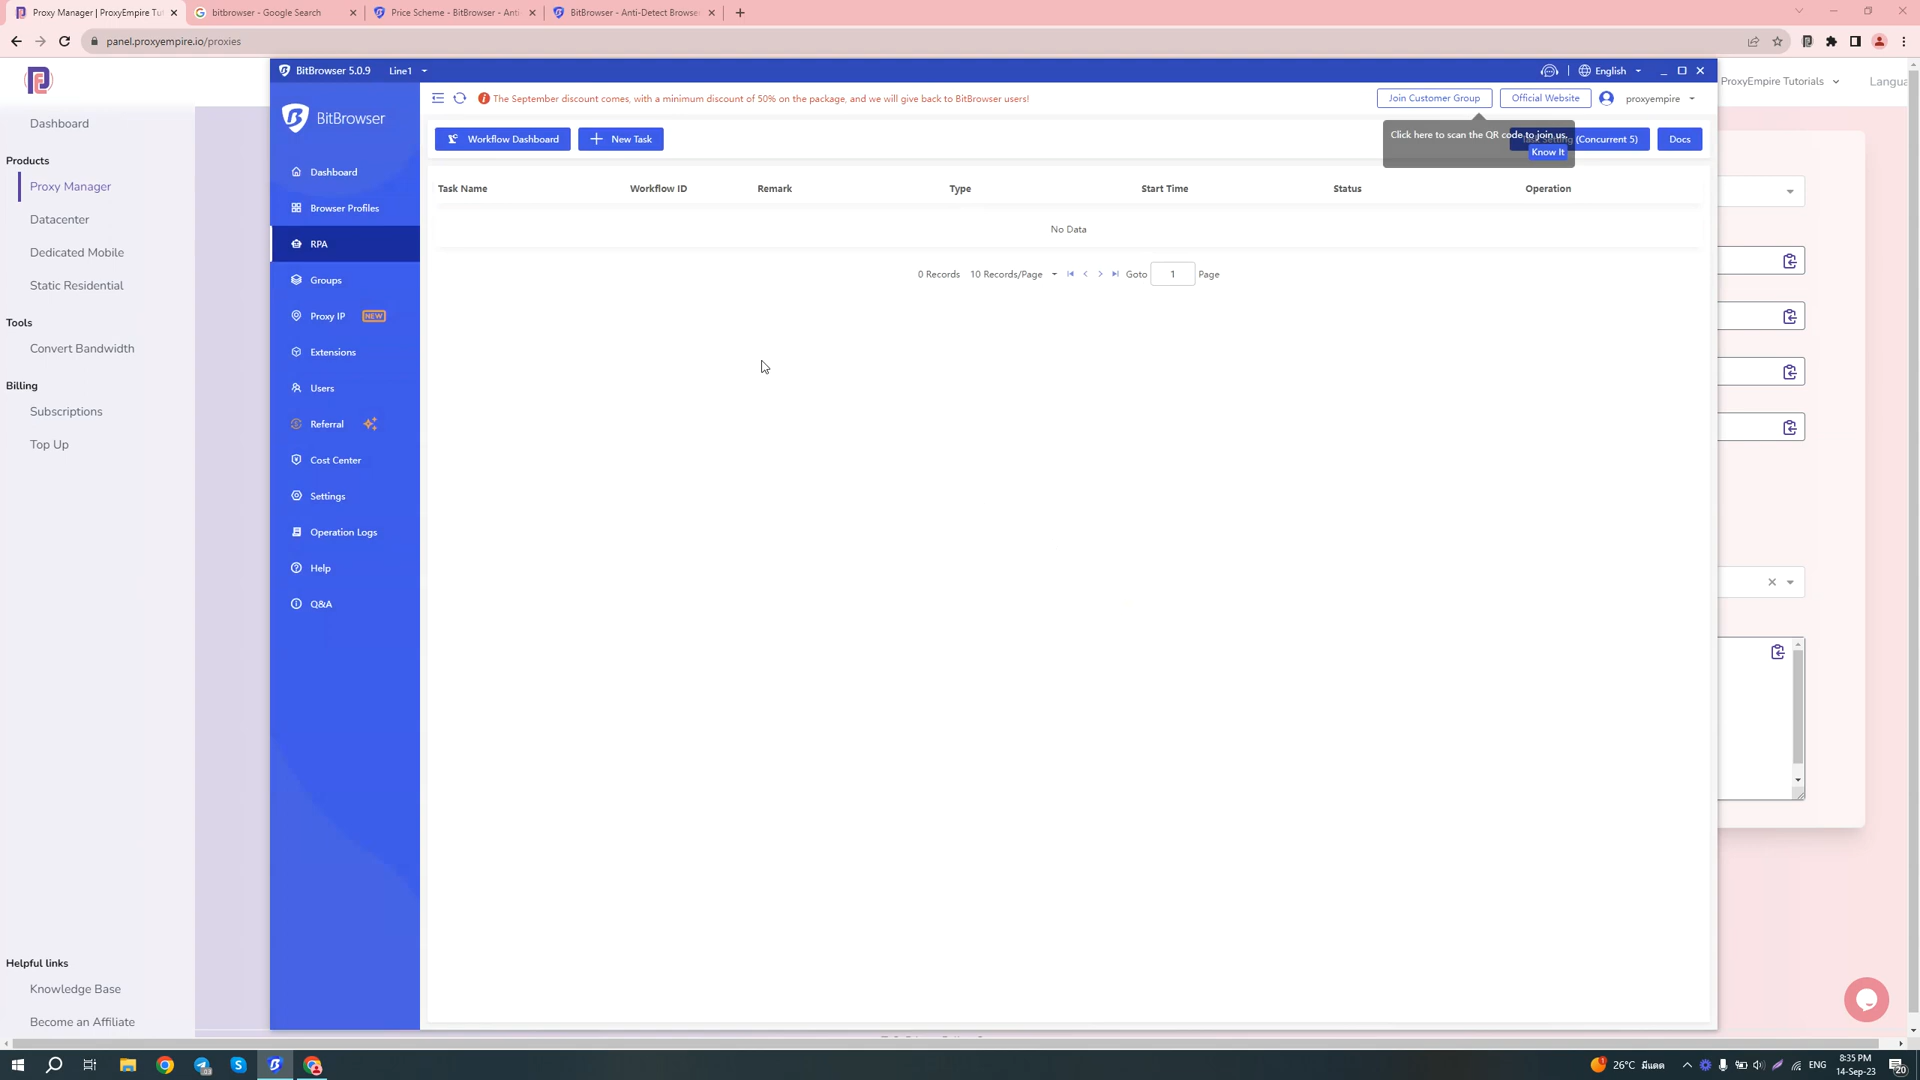 Proxy Manager | ProxyEmpire Tut
bitbrowser - Google Search
Price Scheme - BitBrowser - Anti
BitBrowser - Anti-Detect Browse
panel.proxyempire.io/proxies
ProxyEmpire Tutorials
Langua
Dashboard
Products
Proxy Manager
Datacenter
Dedicated Mobile
Static Residential
Tools
Convert Bandwidth
Billing
Subscriptions
Top Up
Helpful links
Knowledge Base
Become an Affiliate
BitBrowser 5.0.9
Line1
English
BitBrowser
Dashboard
Browser Profiles
RPA
Groups
Proxy IP
NEW
Extensions
Users
Referral
Cost Center
Settings
Operation Logs
Help
Q&A
The September discount comes, with a minimum discount of 50% on the package, and we will give back to BitBrowser users!
Join Customer Group
Official Website
proxyempire
Workflow Dashboard
New Task
Click here to scan the QR code to join us.
Know It
(Concurrent 5)
Docs
Task Name
Workflow ID
Remark
Type
Start Time
Status
Operation
No Data
0 Records
10 Records/Page
Goto
1
Page
26°C
ENG
8:35 PM
14-Sep-23
20